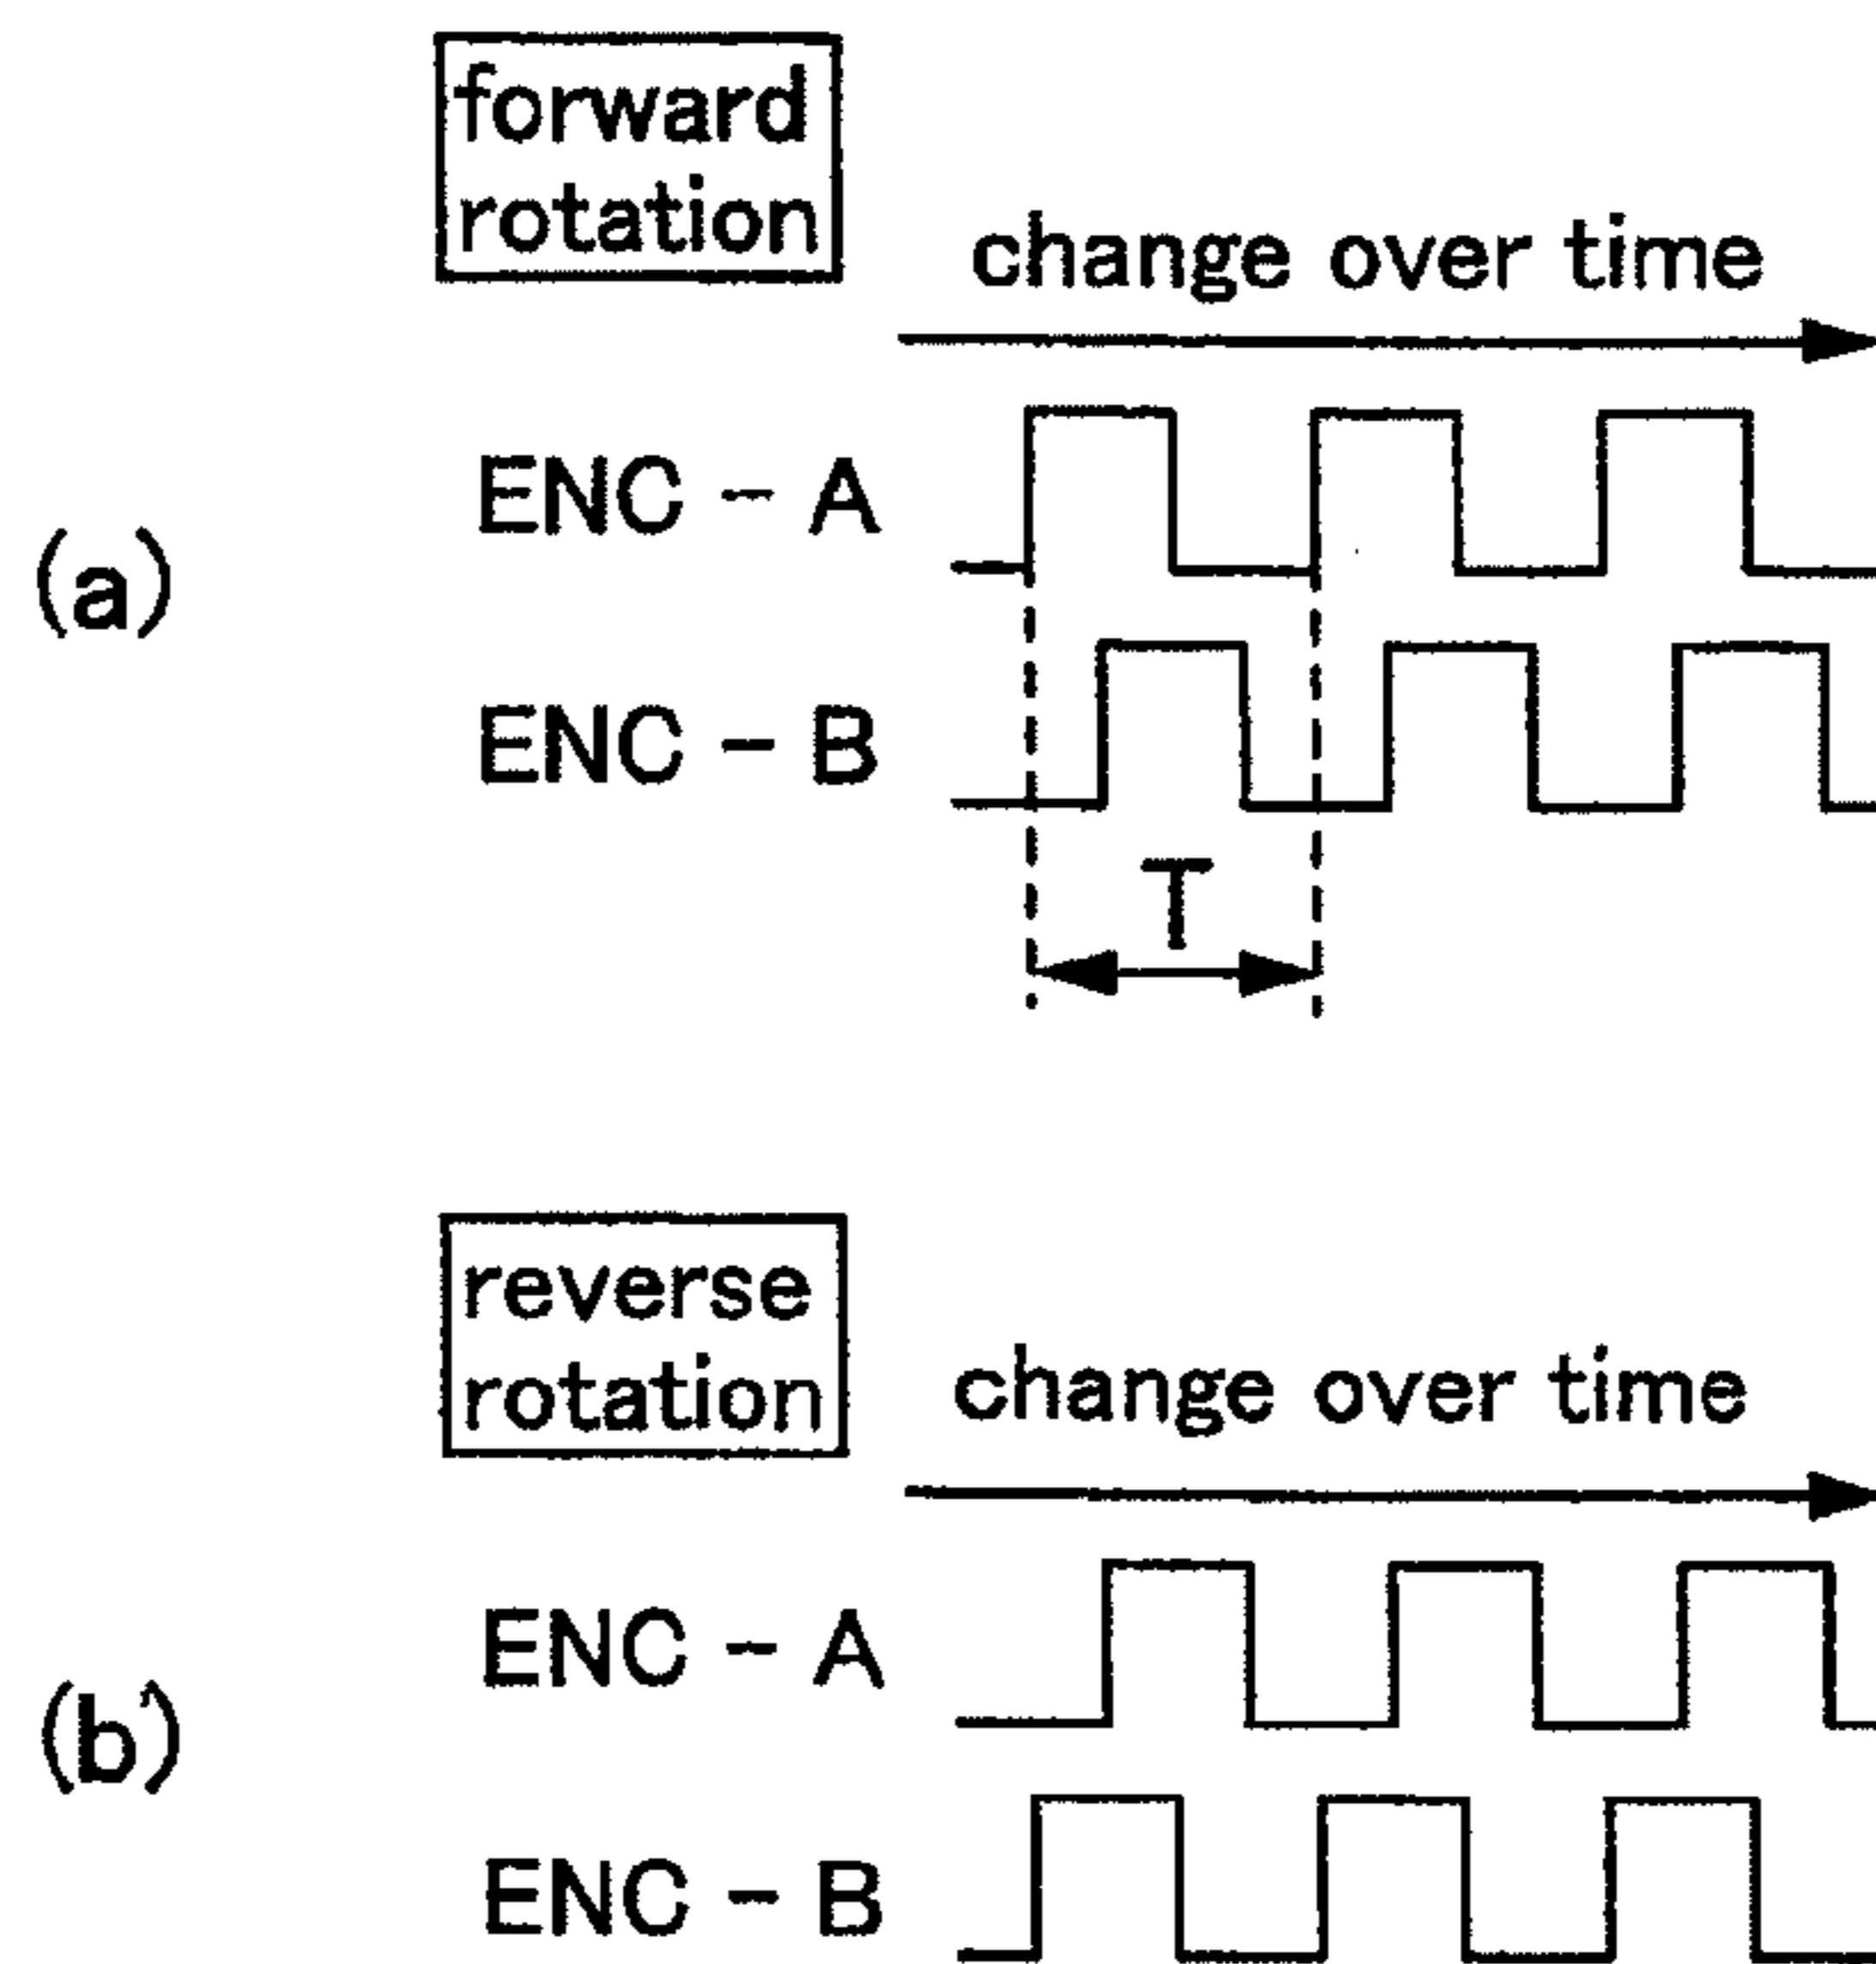 forward
rotation
change over time
ENC - A
(a)
ENC - B
T
reverse
rotation
change over time
ENC - A
(b)
ENC - B